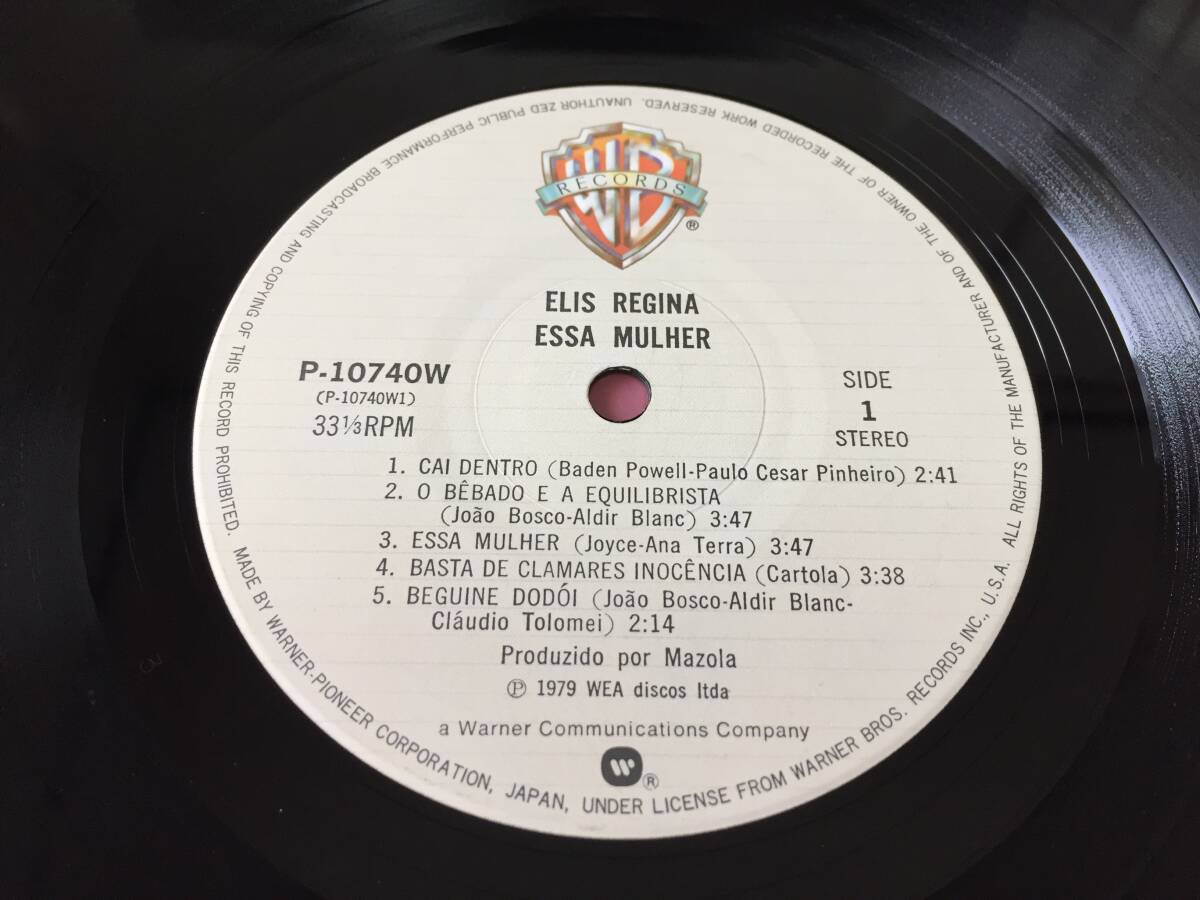 WB
RECORDS
®
ELIS REGINA
ESSA MULHER
P-10740W
(P-10740W1)
33⅓RPM
SIDE
1
STEREO
1. CAI DENTRO (Baden Powell-Paulo Cesar Pinheiro) 2:41
2. O BÊBADO E A EQUILIBRISTA
(João Bosco-Aldir Blanc) 3:47
3. ESSA MULHER (Joyce-Ana Terra) 3:47
4. BASTA DE CLAMARES INOCÊNCIA (Cartola) 3:38
5. BEGUINE DODÓI (João Bosco-Aldir Blanc-
Cláudio Tolomei) 2:14
Produzido por Mazola
℗ 1979 WEA discos ltda
a Warner Communications Company
®
MADE BY WARNER-PIONEER CORPORATION, JAPAN, UNDER LICENSE FROM WARNER BROS. RECORDS INC., U.S.A. ALL RIGHTS OF THE MANUFACTURER AND OF THE OWNER OF THE RECORDED WORK RESERVED. UNAUTHOR ZED PUBLIC PERFORMANCE BROADCASTING AND COPYING OF THIS RECORD PROHIBITED.